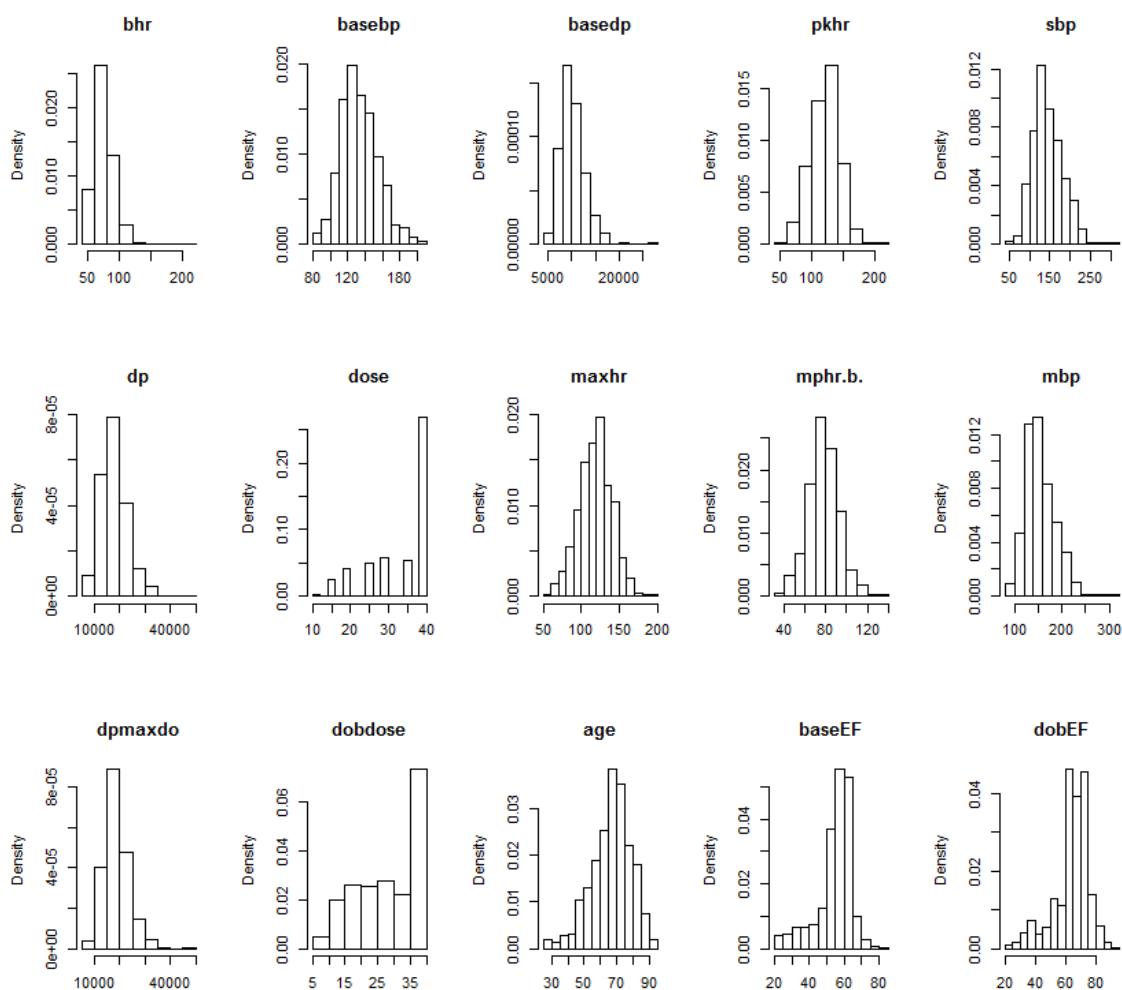 bhr
Density
0.000 0.010 0.020
50 100 200
basebp
Density
0.000 0.010 0.020
80 120 180
basedp
Density
0.00000 0.00010
5000 20000
pkhr
Density
0.000 0.005 0.010 0.015
50 100 200
sbp
Density
0.000 0.004 0.008 0.012
50 150 250
dp
Density
0e+00 4e-05 8e-05
10000 40000
dose
Density
0.00 0.10 0.20
10 20 30 40
maxhr
Density
0.000 0.010 0.020
50 100 150 200
mphr.b.
Density
0.000 0.010 0.020
40 80 120
mbp
Density
0.000 0.004 0.008 0.012
100 200 300
dpmaxdo
Density
0e+00 4e-05 8e-05
10000 40000
dobdose
Density
0.00 0.02 0.04 0.06
5 15 25 35
age
Density
0.00 0.01 0.02 0.03
30 50 70 90
baseEF
Density
0.00 0.02 0.04
20 40 60 80
dobEF
Density
0.00 0.02 0.04
20 40 60 80